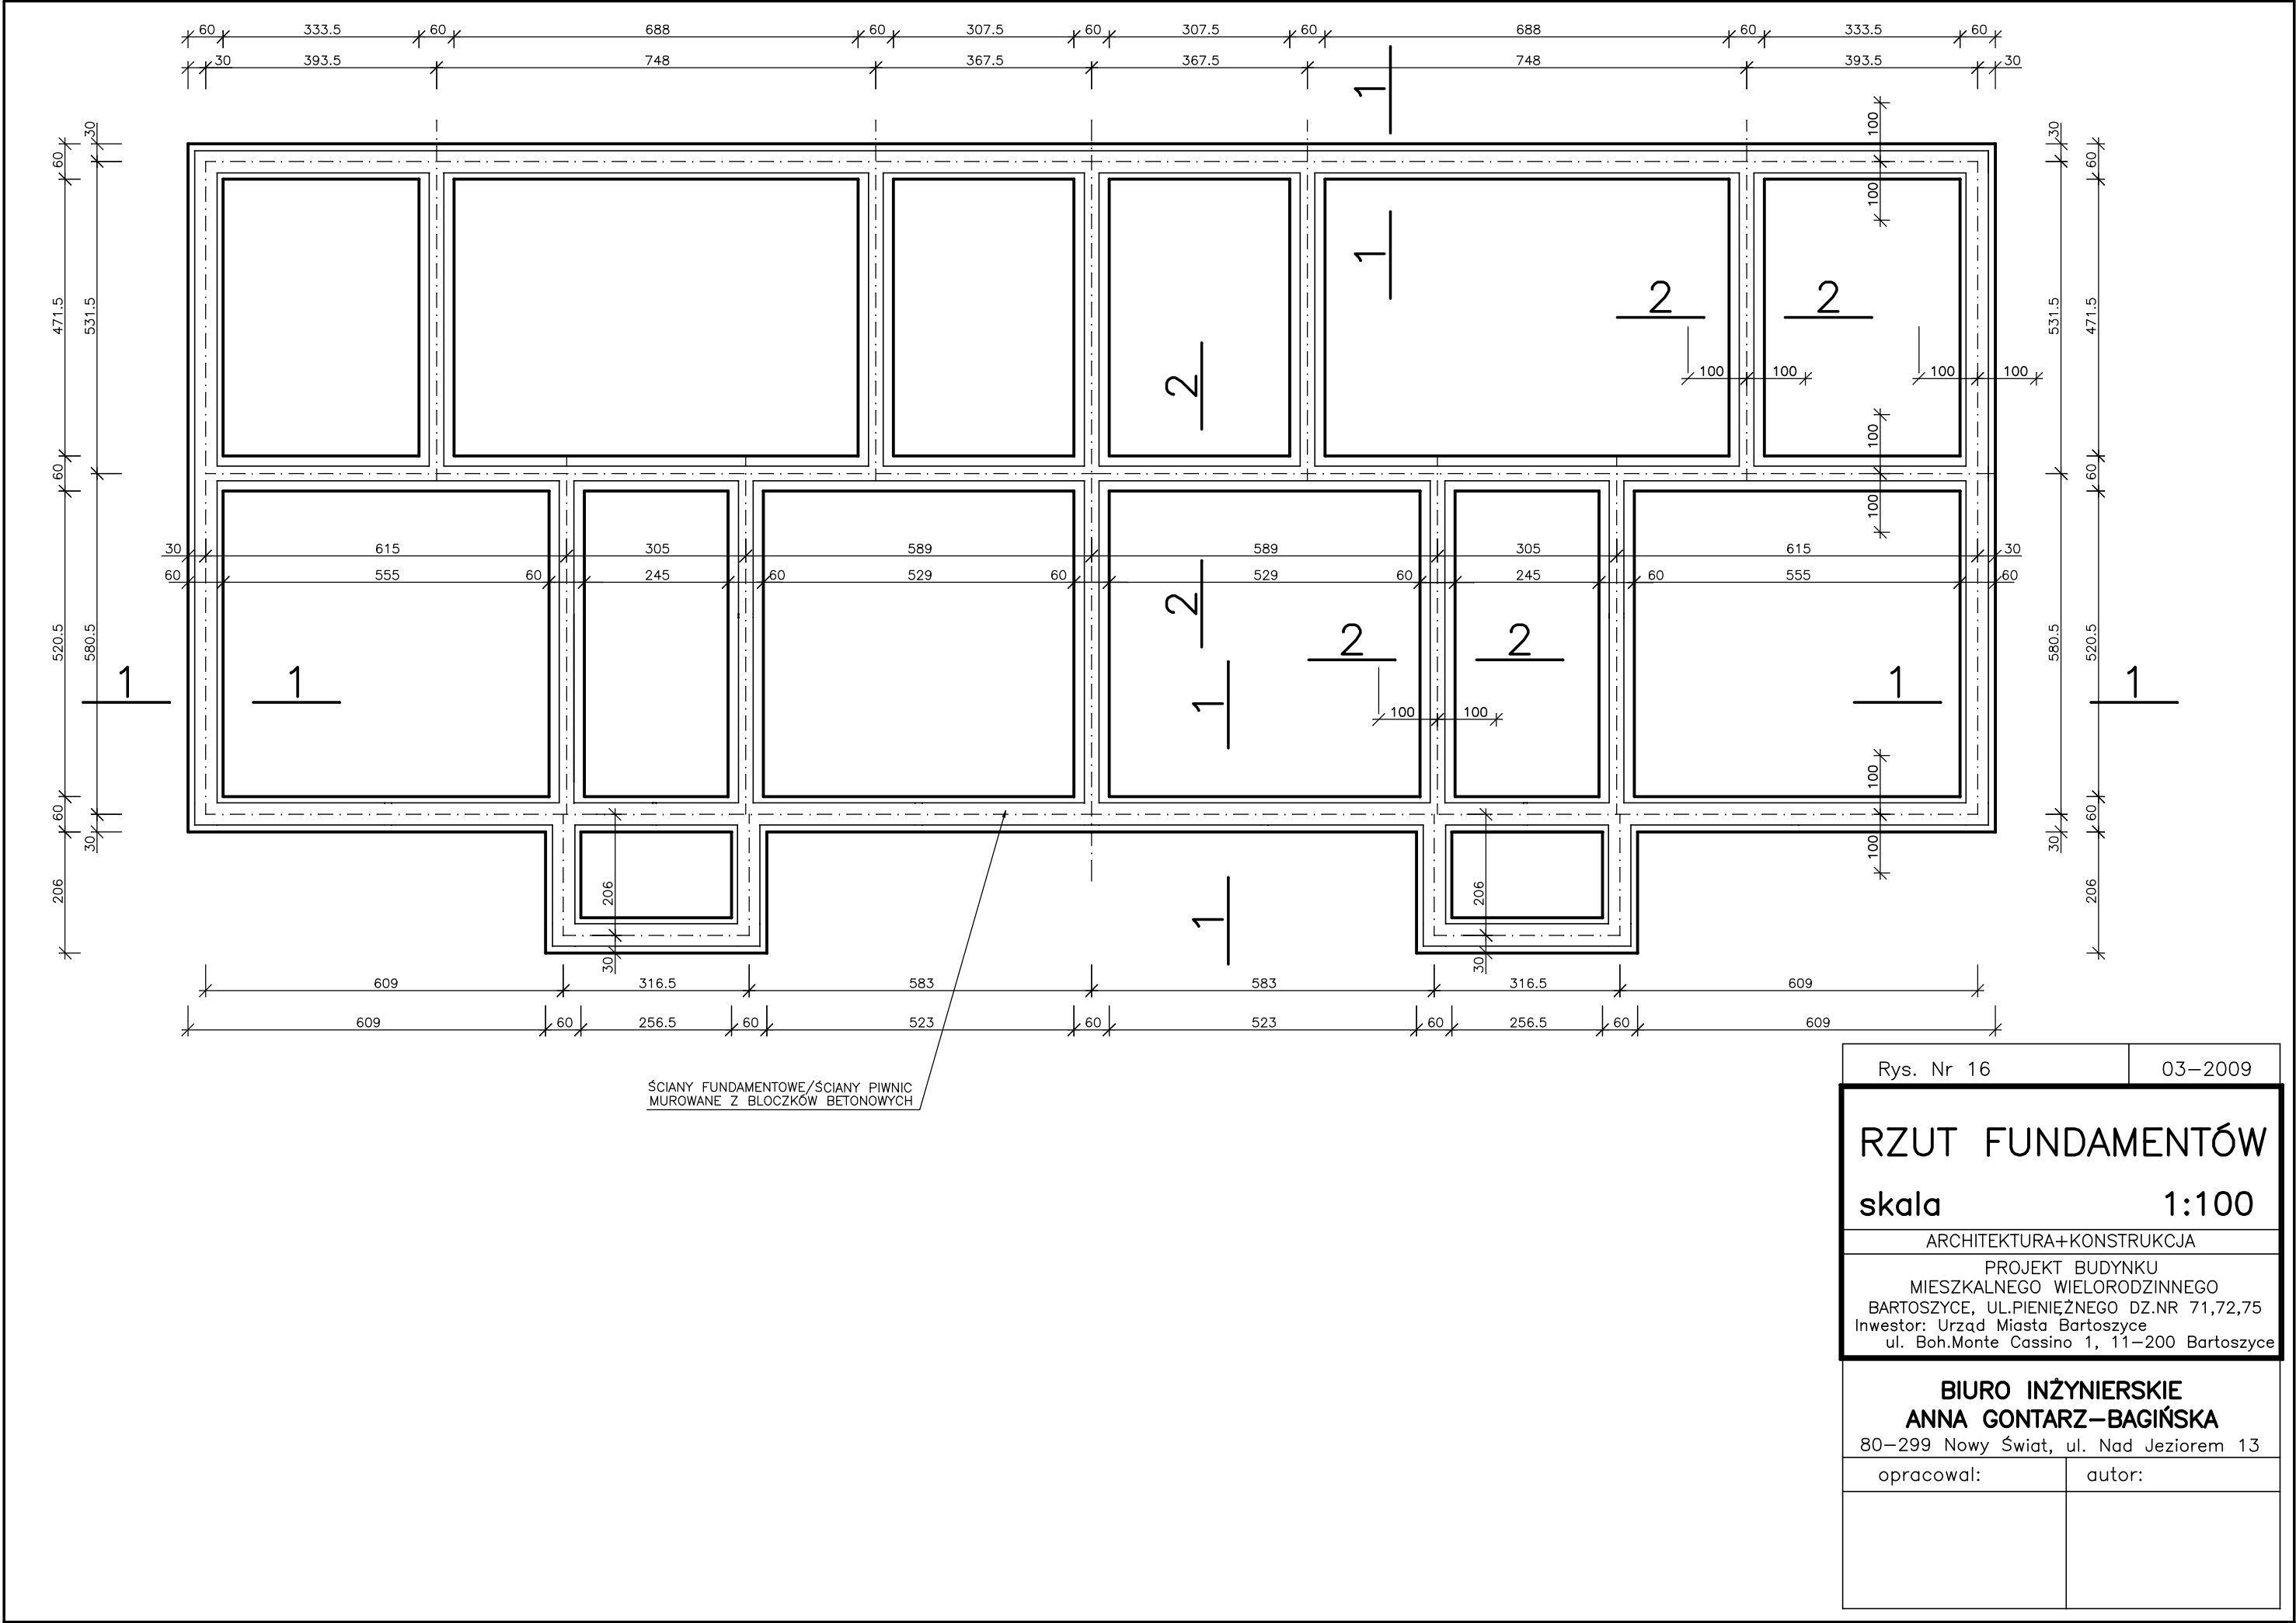 60 333.5 60 688 60 307.5 60 307.5 60 688 60 333.5 60
30 393.5 748 367.5 367.5 748 393.5 30
1
100
30
30
60
60
100
1
2 2
471.5
531.5
531.5
471.5
2
100 100 100 100
100
60
60
100
30 615 305 589 589 305 615 30
60 555 60 245 60 529 60 529 60 245 60 555 60
2
520.5
580.5
2 2
580.5
520.5
1 1 1 1
1
100 100
100
60
30
60
30
100
206
206
206
206
1
30
30
609 316.5 583 583 316.5 609
609 60 256.5 60 523 60 523 60 256.5 60 609
ŚCIANY FUNDAMENTOWE/ŚCIANY PIWNIC
MUROWANE Z BLOCZKÓW BETONOWYCH
Rys. Nr 16 03-2009
RZUT FUNDAMENTÓW
skala 1:100
ARCHITEKTURA+KONSTRUKCJA
PROJEKT BUDYNKU
MIESZKALNEGO WIELORODZINNEGO
BARTOSZYCE, UL.PIENIĘŻNEGO DZ.NR 71,72,75
Inwestor: Urząd Miasta Bartoszyce
ul. Boh.Monte Cassino 1, 11-200 Bartoszyce
BIURO INŻYNIERSKIE
ANNA GONTARZ-BAGIŃSKA
80-299 Nowy Świat, ul. Nad Jeziorem 13
opracował: autor: